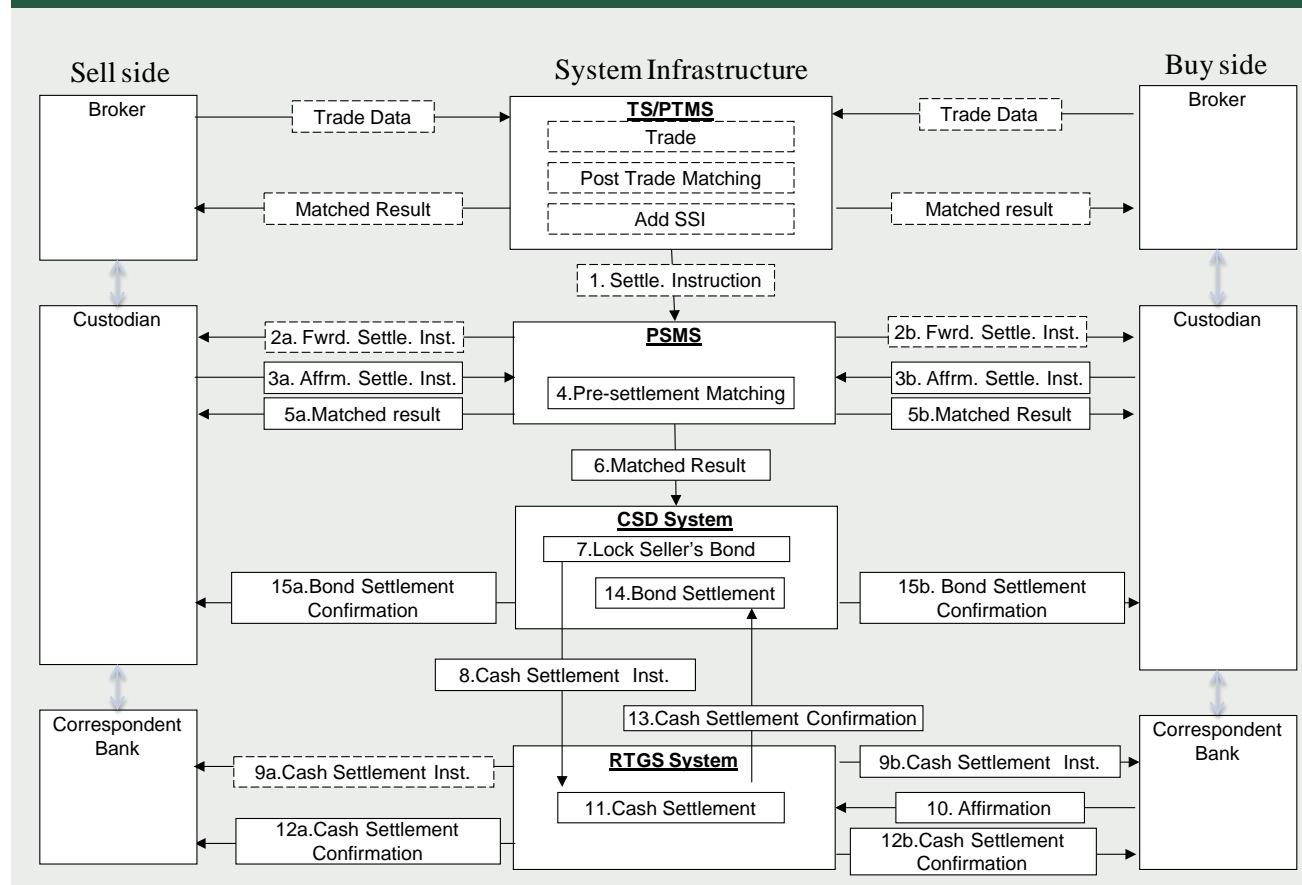 Sell side
System Infrastructure
Buy side
Broker
Trade Data
TS/PTMS
Trade
Post Trade Matching
Add SSI
Trade Data
Broker
Matched Result
Matched result
1. Settle. Instruction
Custodian
2a. Fwrd. Settle. Inst.
3a. Affrm. Settle. Inst.
5a.Matched result
PSMS
4.Pre-settlement Matching
2b. Fwrd. Settle. Inst.
3b. Affrm. Settle. Inst.
5b.Matched Result
Custodian
6.Matched Result
CSD System
7.Lock Seller's Bond
14.Bond Settlement
15a.Bond Settlement
Confirmation
15b. Bond Settlement
Confirmation
8.Cash Settlement Inst.
13.Cash Settlement Confirmation
Correspondent
Bank
9a.Cash Settlement Inst.
12a.Cash Settlement
Confirmation
RTGS System
11.Cash Settlement
9b.Cash Settlement Inst.
10. Affirmation
12b.Cash Settlement
Confirmation
Correspondent
Bank